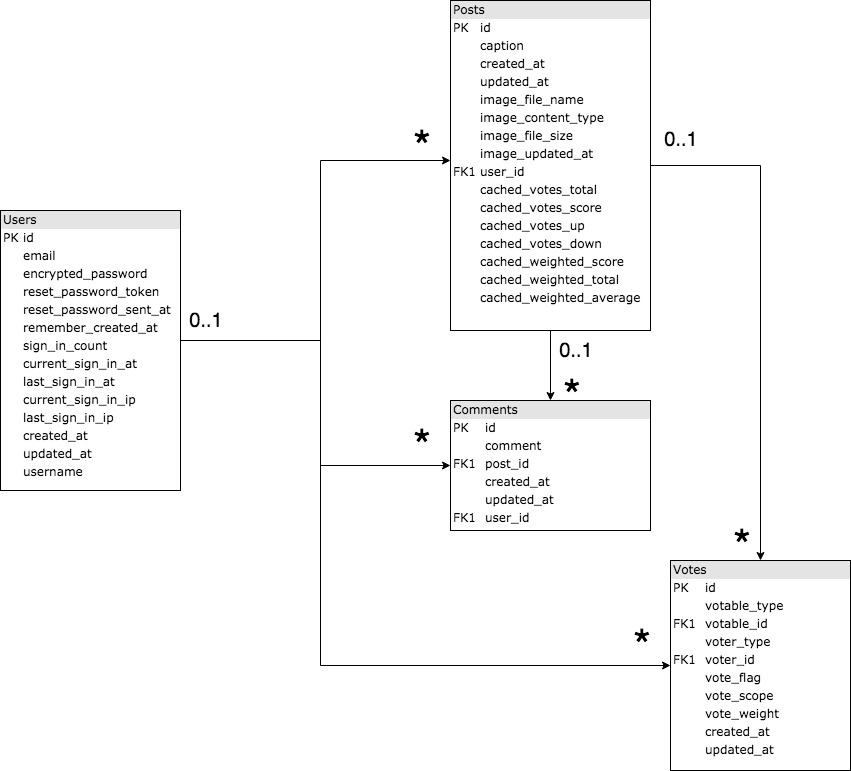 Posts
PK id
caption
created_at
updated_at
image_file_name
image_content_type
image_file_size
image_updated_at
FK1 user_id
cached_votes_total
cached_votes_score
cached_votes_up
cached_votes_down
cached_weighted_score
cached_weighted_total
cached_weighted_average
*
0..1
Users
PK id
email
encrypted_password
reset_password_token
reset_password_sent_at
remember_created_at
sign_in_count
current_sign_in_at
last_sign_in_at
current_sign_in_ip
last_sign_in_ip
created_at
updated_at
username
0..1
0..1
*
Comments
PK id
comment
FK1 post_id
created_at
updated_at
FK1 user_id
*
*
Votes
PK id
votable_type
FK1 votable_id
voter_type
FK1 voter_id
vote_flag
vote_scope
vote_weight
created_at
updated_at
*